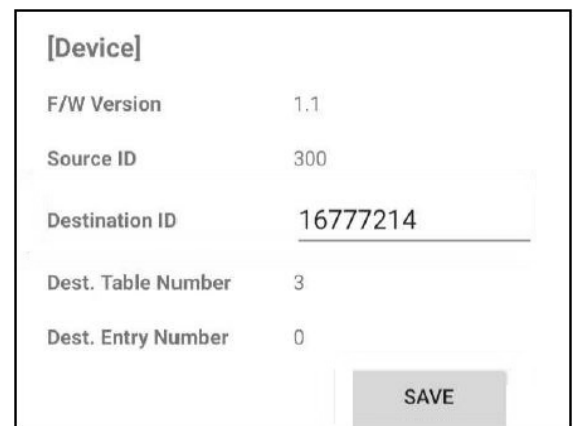 [Device]
F/W Version 1.1
Source ID 300
Destination ID 16777214
Dest. Table Number 3
Dest. Entry Number 0
SAVE